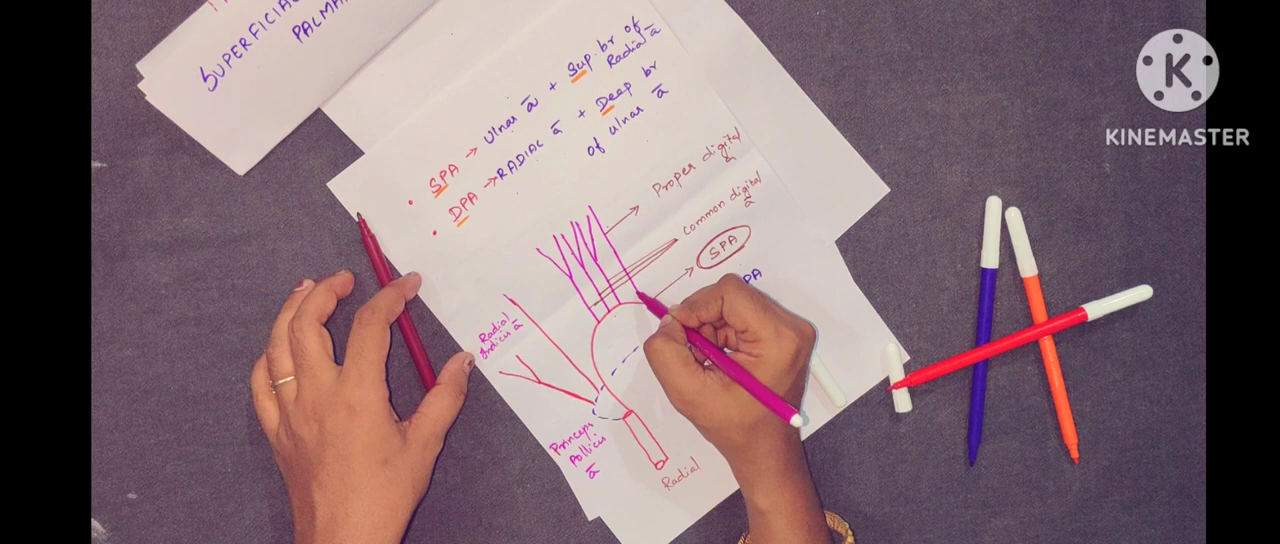 SUPERFICIA
PALMA
• SPA → Ulnar ā + Sup. br of
Radial ā
• DPA → RADIAL ā + Deep br
of Ulnar ā
Proper digital
a
Common digital
ā
SPA
PA
Radial
Indicis ā
Princeps
Pollicis
ā
Radial
K
KINEMASTER